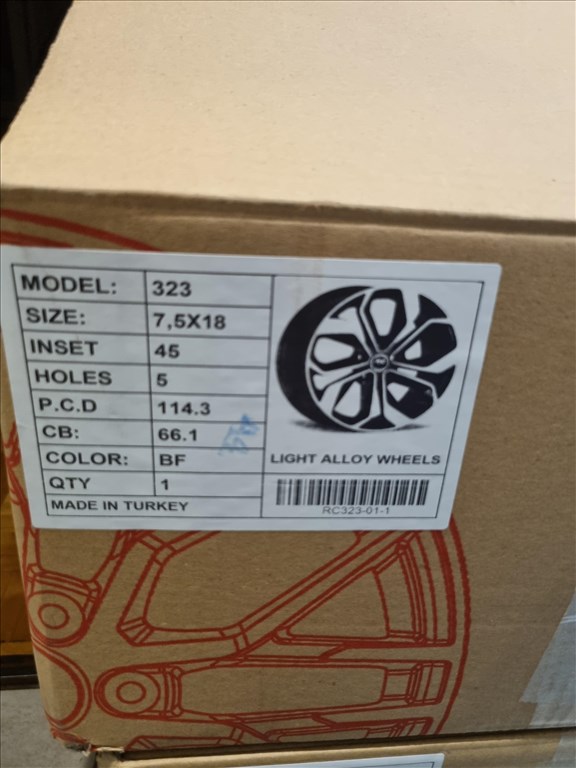 MODEL: 323
SIZE: 7,5X18
INSET 45
HOLES 5
P.C.D 114.3
CB: 66.1
COLOR: BF
QTY 1
MADE IN TURKEY
LIGHT ALLOY WHEELS
RC323-01-1